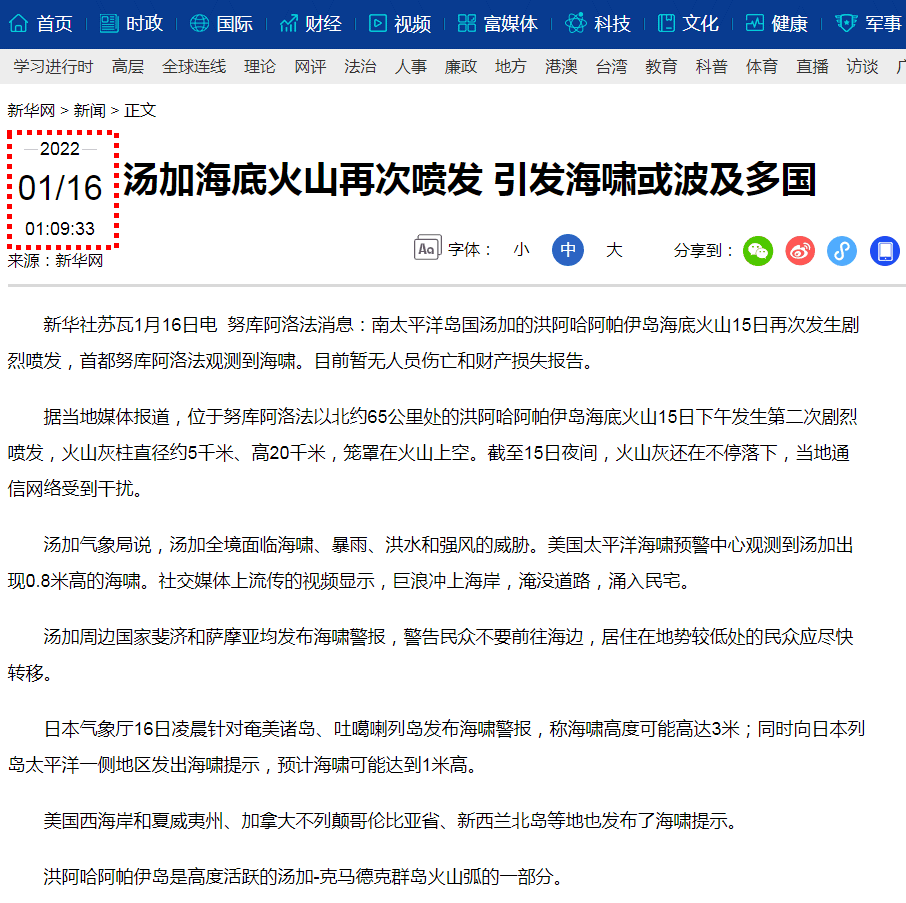 首页 时政 国际 财经 视频 富媒体 科技 文化 健康 军事
学习进行时 高层 全球连线 理论 网评 法治 人事 廉政 地方 港澳 台湾 教育 科普 体育 直播 访谈
新华网 > 新闻 > 正文
2022
01/16
01:09:33
汤加海底火山再次喷发 引发海啸或波及多国
来源：新华网
Aa 字体： 小 中 大 分享到：
新华社苏瓦1月16日电 努库阿洛法消息：南太平洋岛国汤加的洪阿哈阿帕伊岛海底火山15日再次发生剧
烈喷发，首都努库阿洛法观测到海啸。目前暂无人员伤亡和财产损失报告。
据当地媒体报道，位于努库阿洛法以北约65公里处的洪阿哈阿帕伊岛海底火山15日下午发生第二次剧烈
喷发，火山灰柱直径约5千米、高20千米，笼罩在火山上空。截至15日夜间，火山灰还在不停落下，当地通
信网络受到干扰。
汤加气象局说，汤加全境面临海啸、暴雨、洪水和强风的威胁。美国太平洋海啸预警中心观测到汤加出
现0.8米高的海啸。社交媒体上流传的视频显示，巨浪冲上海岸，淹没道路，涌入民宅。
汤加周边国家斐济和萨摩亚均发布海啸警报，警告民众不要前往海边，居住在地势较低处的民众应尽快
转移。
日本气象厅16日凌晨针对奄美诸岛、吐噶喇列岛发布海啸警报，称海啸高度可能高达3米；同时向日本列
岛太平洋一侧地区发出海啸提示，预计海啸可能达到1米高。
美国西海岸和夏威夷州、加拿大不列颠哥伦比亚省、新西兰北岛等地也发布了海啸提示。
洪阿哈阿帕伊岛是高度活跃的汤加-克马德克群岛火山弧的一部分。